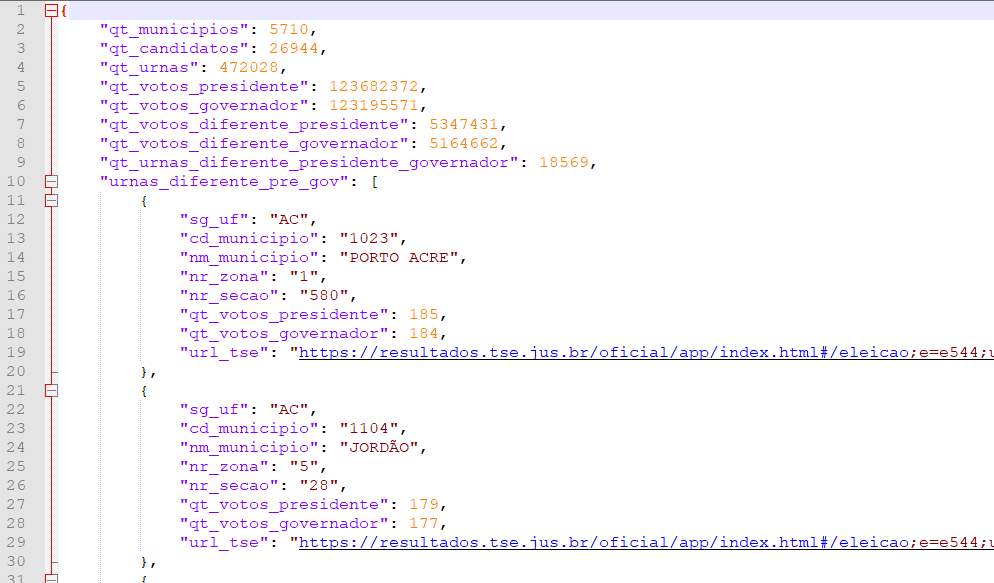 1 {
2 "qt_municipios": 5710,
3 "qt_candidatos": 26944,
4 "qt_urnas": 472028,
5 "qt_votos_presidente": 123682372,
6 "qt_votos_governador": 123195571,
7 "qt_votos_diferente_presidente": 5347431,
8 "qt_votos_diferente_governador": 5164662,
9 "qt_urnas_diferente_presidente_governador": 18569,
10 "urnas_diferente_pre_gov": [
11 {
12 "sg_uf": "AC",
13 "cd_municipio": "1023",
14 "nm_municipio": "PORTO ACRE",
15 "nr_zona": "1",
16 "nr_secao": "580",
17 "qt_votos_presidente": 185,
18 "qt_votos_governador": 184,
19 "url_tse": "https://resultados.tse.jus.br/oficial/app/index.html#/eleicao;e=e544;u
20 },
21 {
22 "sg_uf": "AC",
23 "cd_municipio": "1104",
24 "nm_municipio": "JORDÃO",
25 "nr_zona": "5",
26 "nr_secao": "28",
27 "qt_votos_presidente": 179,
28 "qt_votos_governador": 177,
29 "url_tse": "https://resultados.tse.jus.br/oficial/app/index.html#/eleicao;e=e544;u
30 },
31 {